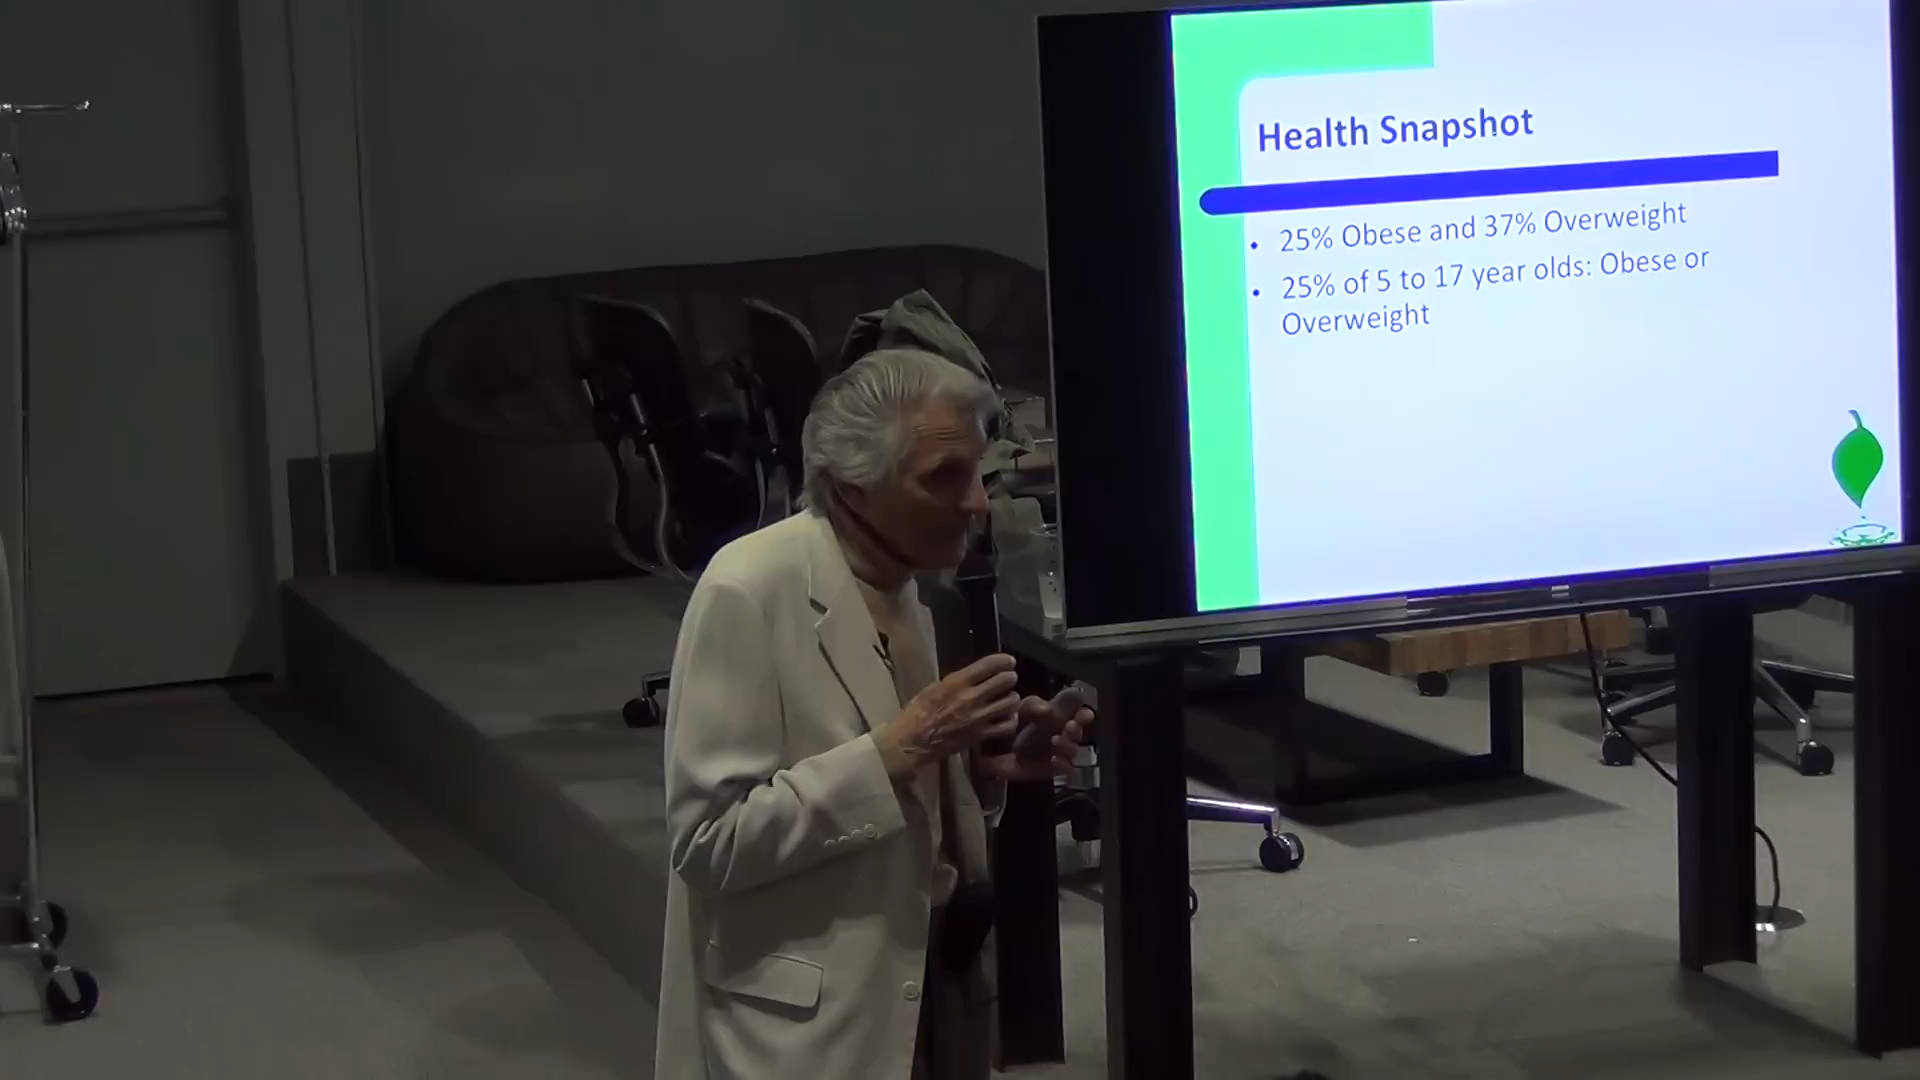 Health Snapshot
• 25% Obese and 37% Overweight
• 25% of 5 to 17 year olds: Obese or
Overweight